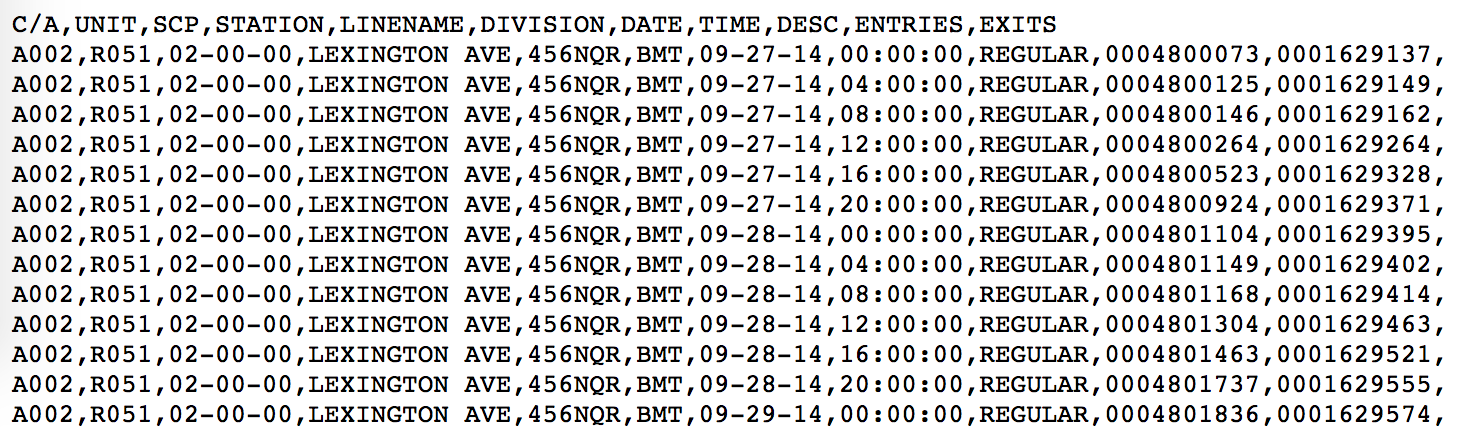 C/A,UNIT,SCP,STATION,LINENAME,DIVISION,DATE,TIME,DESC,ENTRIES,EXITS
A002,R051,02-00-00,LEXINGTON AVE,456NQR,BMT,09-27-14,00:00:00,REGULAR,0004800073,0001629137,
A002,R051,02-00-00,LEXINGTON AVE,456NQR,BMT,09-27-14,04:00:00,REGULAR,0004800125,0001629149,
A002,R051,02-00-00,LEXINGTON AVE,456NQR,BMT,09-27-14,08:00:00,REGULAR,0004800146,0001629162,
A002,R051,02-00-00,LEXINGTON AVE,456NQR,BMT,09-27-14,12:00:00,REGULAR,0004800264,0001629264,
A002,R051,02-00-00,LEXINGTON AVE,456NQR,BMT,09-27-14,16:00:00,REGULAR,0004800523,0001629328,
A002,R051,02-00-00,LEXINGTON AVE,456NQR,BMT,09-27-14,20:00:00,REGULAR,0004800924,0001629371,
A002,R051,02-00-00,LEXINGTON AVE,456NQR,BMT,09-28-14,00:00:00,REGULAR,0004801104,0001629395,
A002,R051,02-00-00,LEXINGTON AVE,456NQR,BMT,09-28-14,04:00:00,REGULAR,0004801149,0001629402,
A002,R051,02-00-00,LEXINGTON AVE,456NQR,BMT,09-28-14,08:00:00,REGULAR,0004801168,0001629414,
A002,R051,02-00-00,LEXINGTON AVE,456NQR,BMT,09-28-14,12:00:00,REGULAR,0004801304,0001629463,
A002,R051,02-00-00,LEXINGTON AVE,456NQR,BMT,09-28-14,16:00:00,REGULAR,0004801463,0001629521,
A002,R051,02-00-00,LEXINGTON AVE,456NQR,BMT,09-28-14,20:00:00,REGULAR,0004801737,0001629555,
A002,R051,02-00-00,LEXINGTON AVE,456NQR,BMT,09-29-14,00:00:00,REGULAR,0004801836,0001629574,